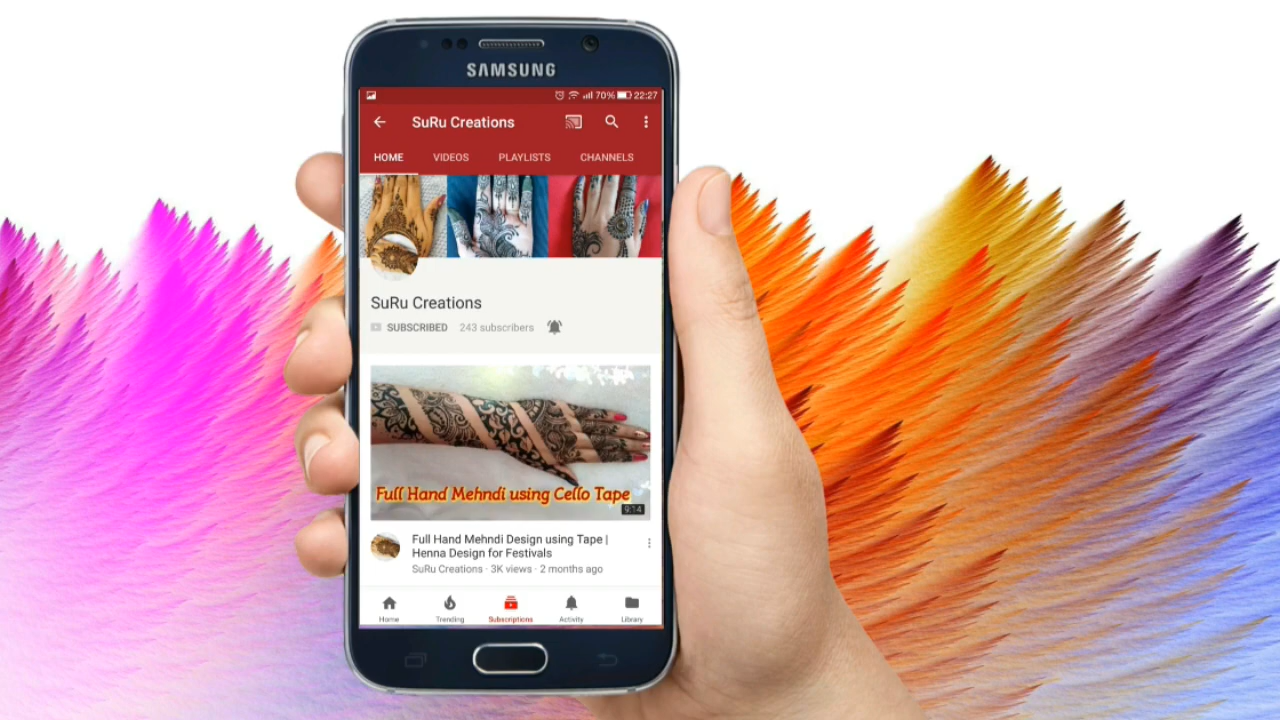 SAMSUNG
70% 22:27
SuRu Creations
HOME VIDEOS PLAYLISTS CHANNELS
SuRu Creations
SUBSCRIBED 243 subscribers
Full Hand Mehndi using Cello Tape
9:14
Full Hand Mehndi Design using Tape |
Henna Design for Festivals
SuRu Creations · 3K views · 2 months ago
Home Trending Subscriptions Activity Library